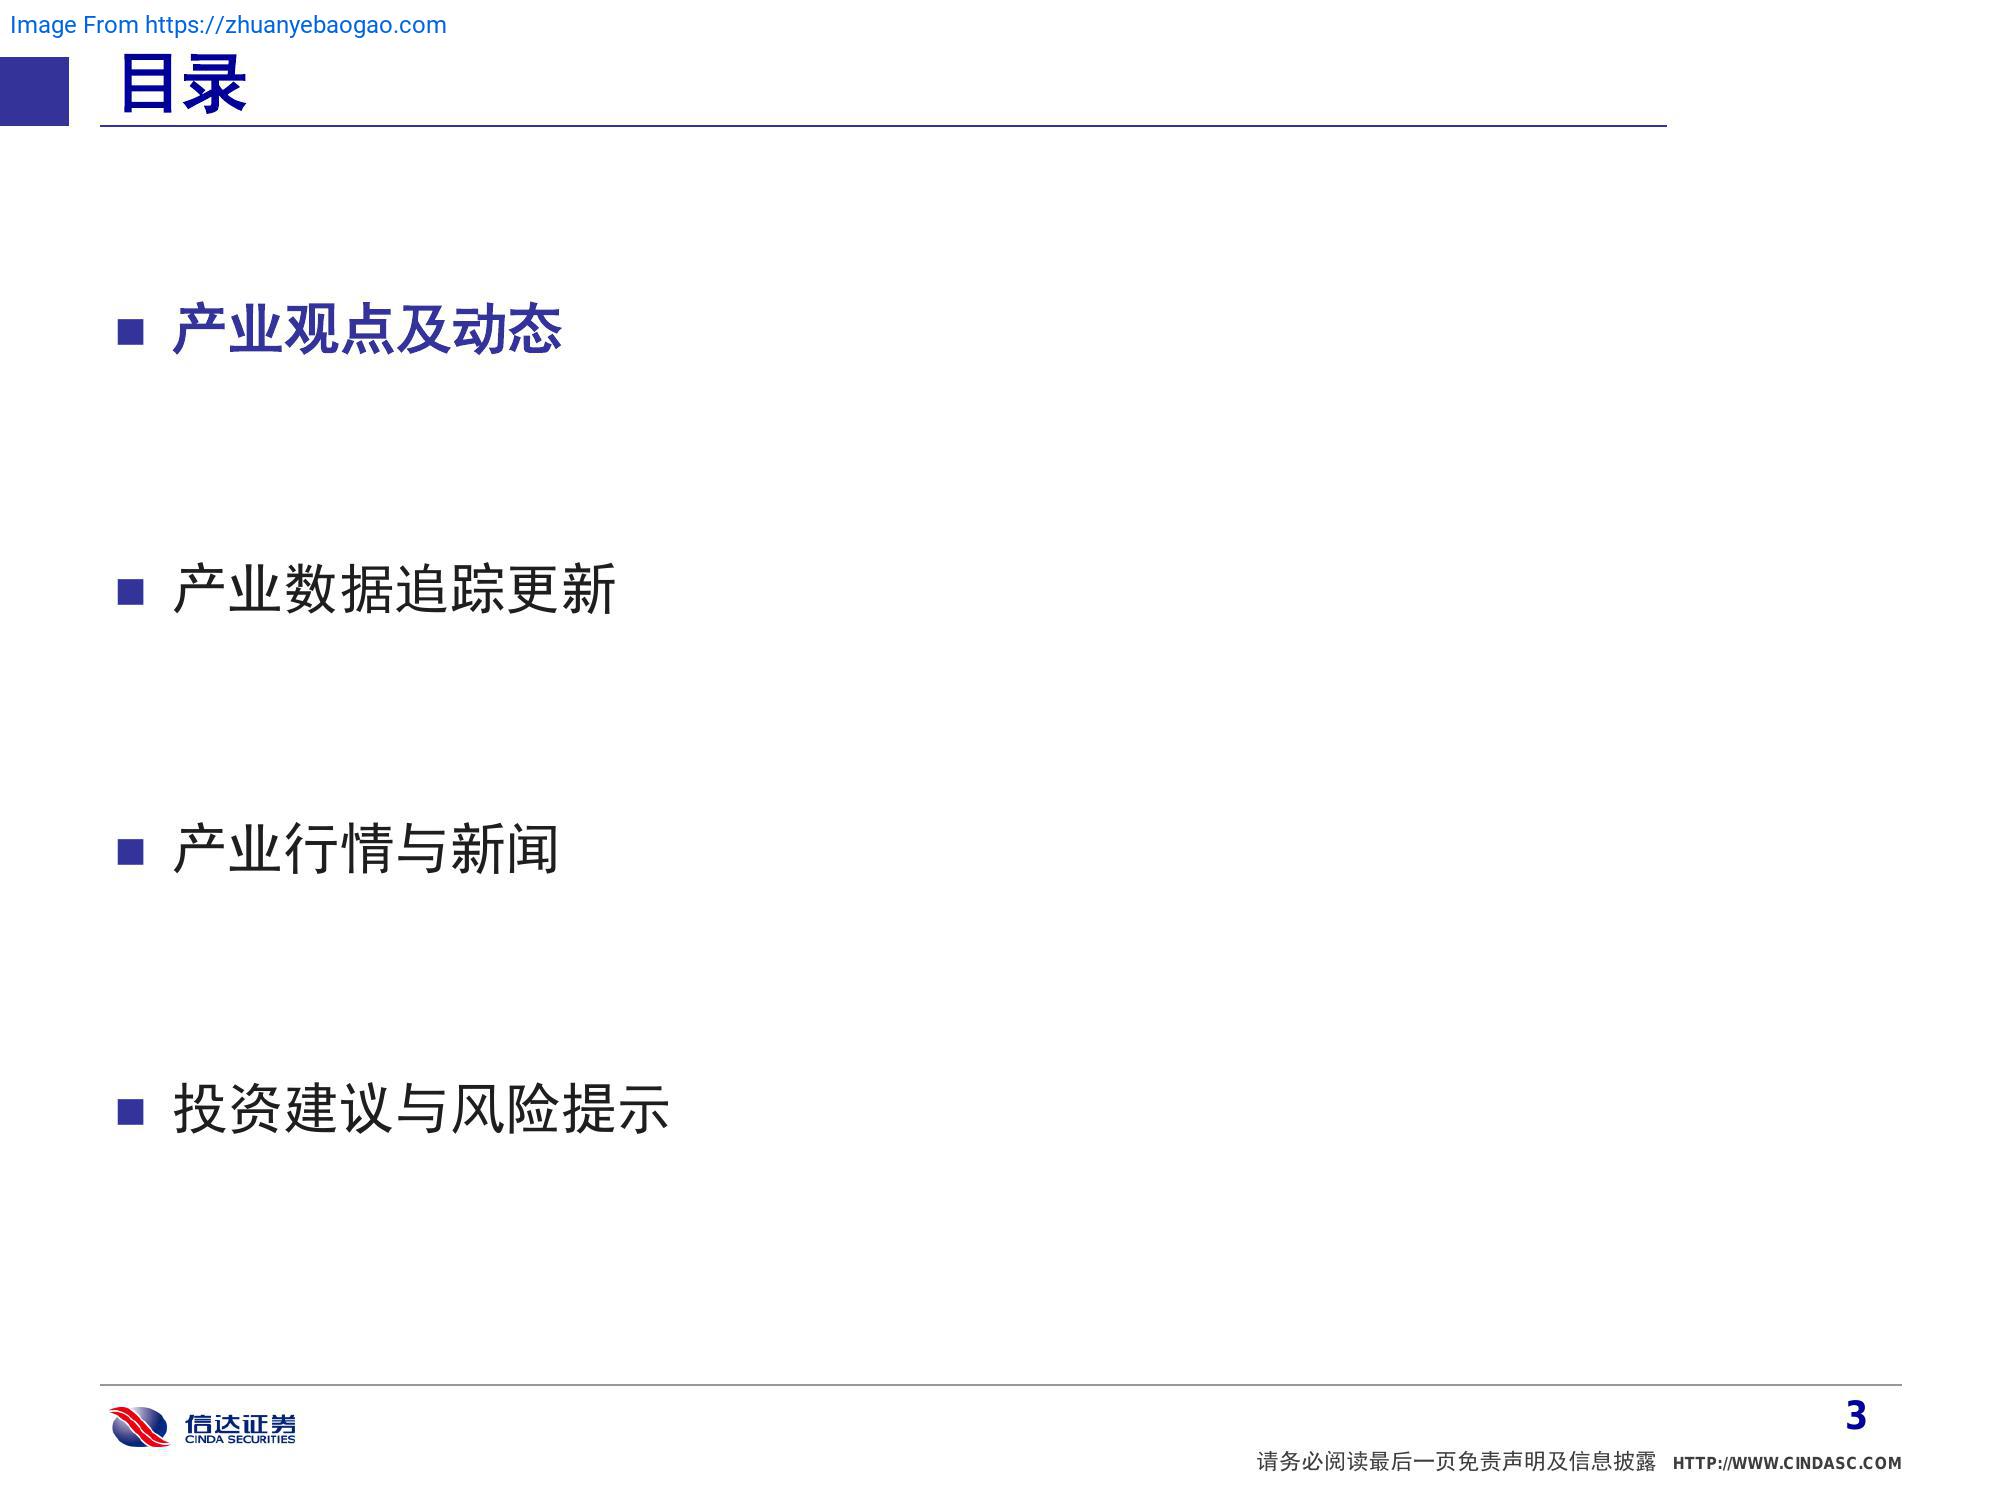 Image From https://zhuanyebaogao.com
目录
■ 产业观点及动态
■ 产业数据追踪更新
■ 产业行情与新闻
■ 投资建议与风险提示
信达证券
CINDA SECURITIES
3
请务必阅读最后一页免责声明及信息披露 HTTP://WWW.CINDASC.COM